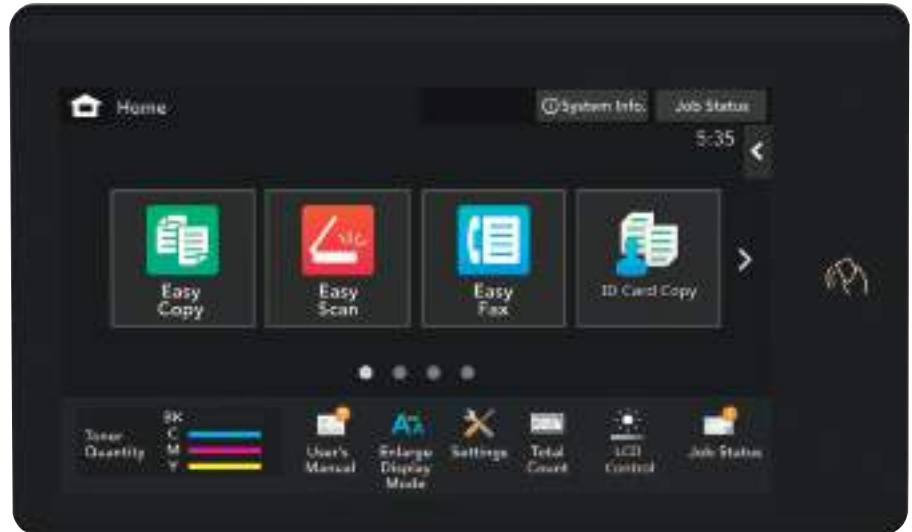 Home
System Info.
Job Status
5:35
Easy
Copy
Easy
Scan
Easy
Fax
ID Card Copy
Toner
Quantity
BK
C
M
Y
User's
Manual
Enlarge
Display
Mode
Settings
Total
Count
LCD
Control
Job Status